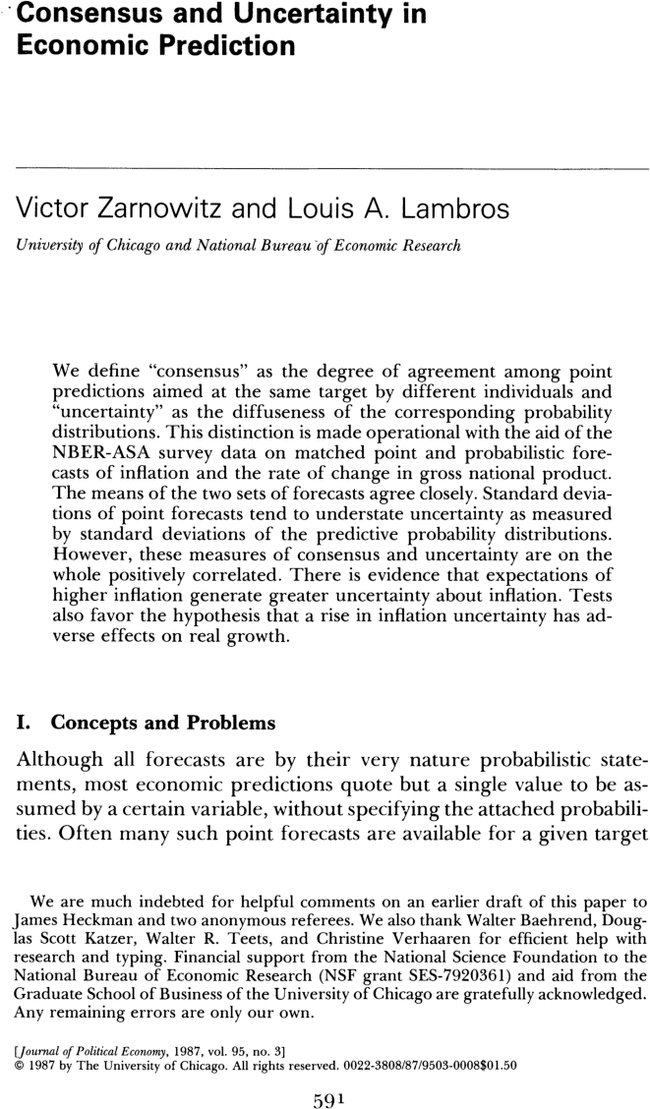 Consensus and Uncertainty in
Economic Prediction
Victor Zarnowitz and Louis A. Lambros
University of Chicago and National Bureau of Economic Research
We define “consensus” as the degree of agreement among point
predictions aimed at the same target by different individuals and
“uncertainty” as the diffuseness of the corresponding probability
distributions. This distinction is made operational with the aid of the
NBER-ASA survey data on matched point and probabilistic fore-
casts of inflation and the rate of change in gross national product.
The means of the two sets of forecasts agree closely. Standard devia-
tions of point forecasts tend to understate uncertainty as measured
by standard deviations of the predictive probability distributions.
However, these measures of consensus and uncertainty are on the
whole positively correlated. There is evidence that expectations of
higher inflation generate greater uncertainty about inflation. Tests
also favor the hypothesis that a rise in inflation uncertainty has ad-
verse effects on real growth.
I. Concepts and Problems
Although all forecasts are by their very nature probabilistic state-
ments, most economic predictions quote but a single value to be as-
sumed by a certain variable, without specifying the attached probabili-
ties. Often many such point forecasts are available for a given target
We are much indebted for helpful comments on an earlier draft of this paper to
James Heckman and two anonymous referees. We also thank Walter Baehrend, Doug-
las Scott Katzer, Walter R. Teets, and Christine Verhaaren for efficient help with
research and typing. Financial support from the National Science Foundation to the
National Bureau of Economic Research (NSF grant SES-7920361) and aid from the
Graduate School of Business of the University of Chicago are gratefully acknowledged.
Any remaining errors are only our own.
[Journal of Political Economy, 1987, vol. 95, no. 3]
© 1987 by The University of Chicago. All rights reserved. 0022-3808/87/9503-0008$01.50
591